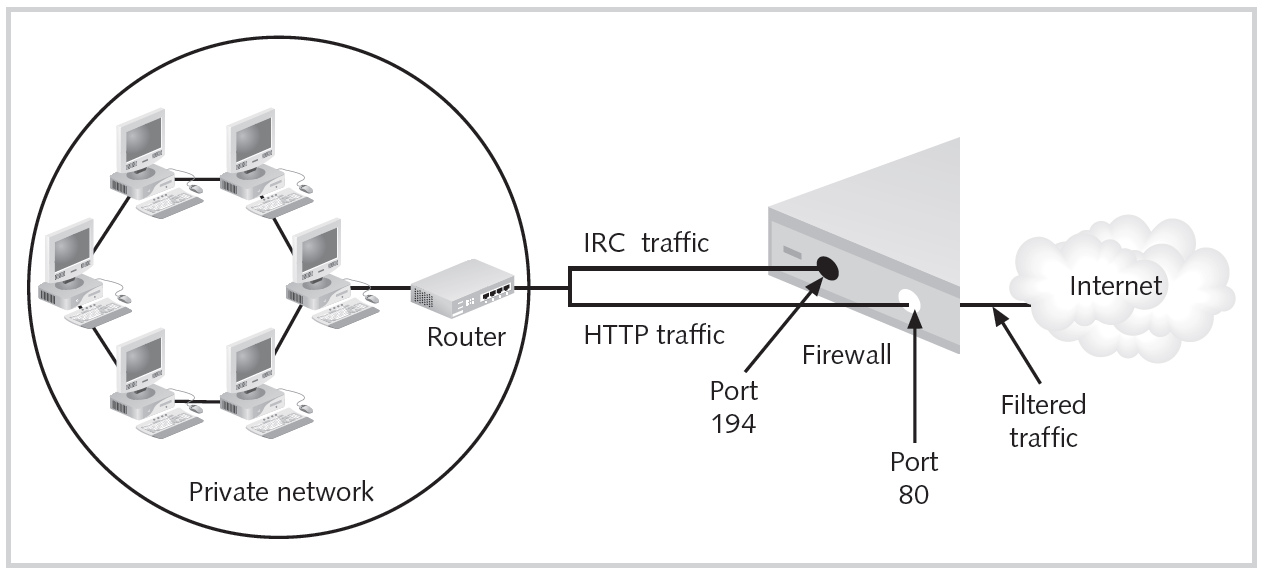 IRC traffic
Internet
Router
HTTP traffic
Firewall
Port
194
Filtered
traffic
Port
80
Private network